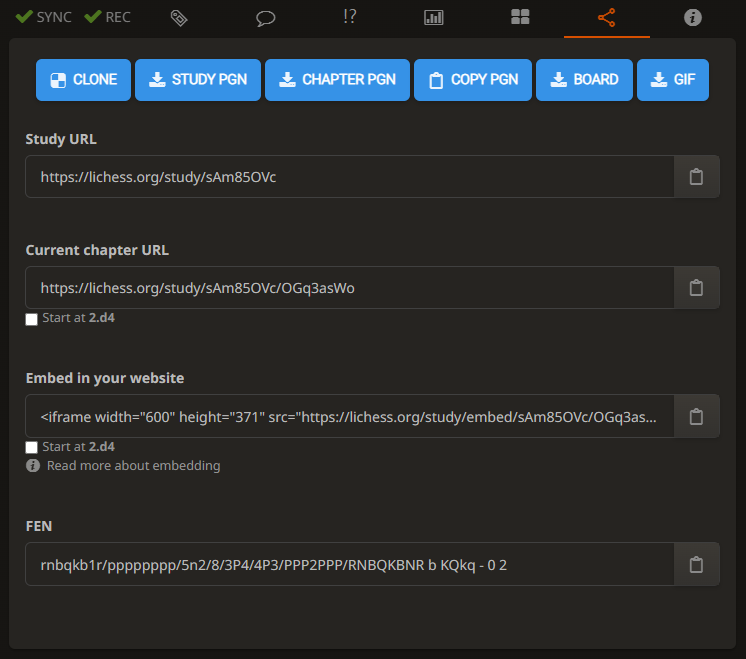 SYNC REC !?
CLONE STUDY PGN CHAPTER PGN COPY PGN BOARD GIF
Study URL
https://lichess.org/study/sAm85OVc
Current chapter URL
https://lichess.org/study/sAm85OVc/OGq3asWo
Start at 2.d4
Embed in your website
<iframe width="600" height="371" src="https://lichess.org/study/embed/sAm85OVc/OGq3as...
Start at 2.d4
Read more about embedding
FEN
rnbqkb1r/pppppppp/5n2/8/3P4/4P3/PPP2PPP/RNBQKBNR b KQkq - 0 2